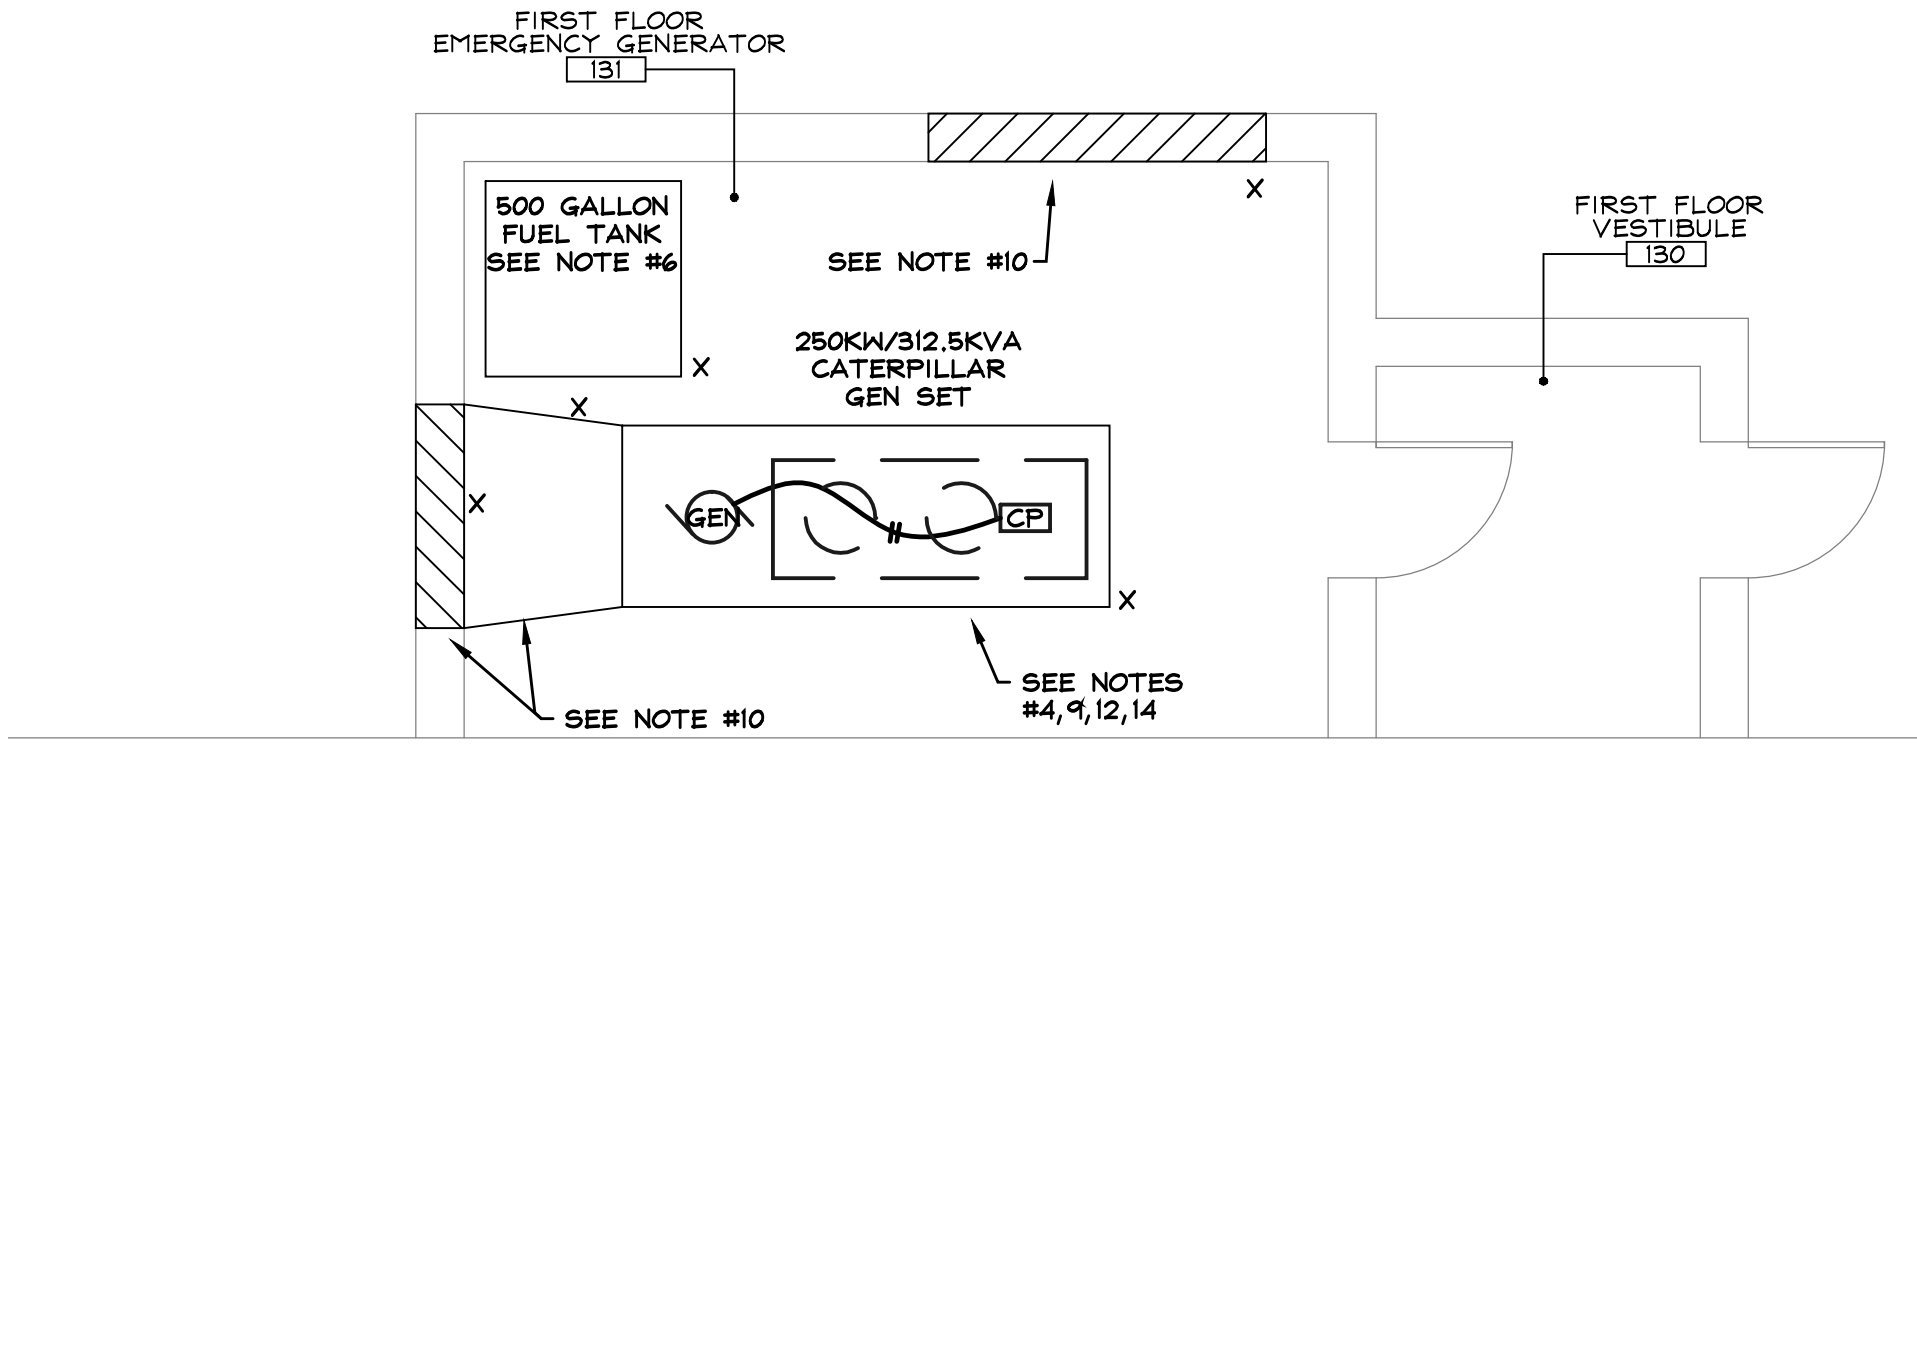 FIRST FLOOR
EMERGENCY GENERATOR
131
500 GALLON
FUEL TANK
SEE NOTE #6
X
SEE NOTE #10
FIRST FLOOR
VESTIBULE
130
250KW/312.5KVA
CATERPILLAR
GEN SET
X
X
X
GEN
CP
X
SEE NOTES
#4,9,12,14
SEE NOTE #10